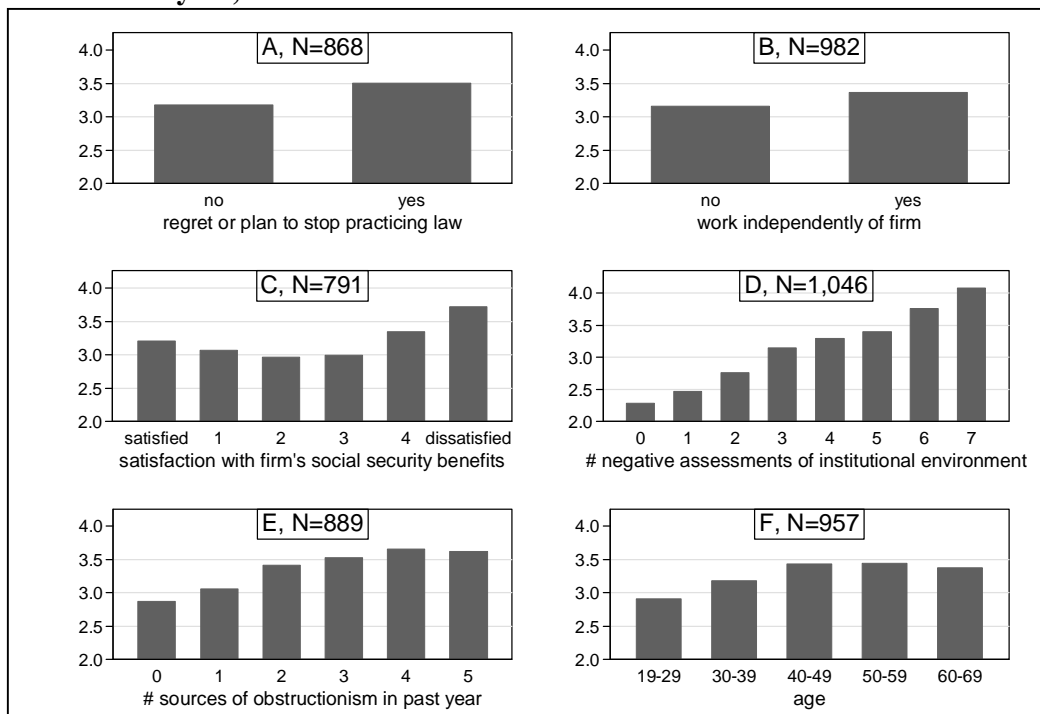 A, N=868
4.0
3.5
3.0
2.5
2.0
no yes
regret or plan to stop practicing law
B, N=982
4.0
3.5
3.0
2.5
2.0
no yes
work independently of firm
C, N=791
4.0
3.5
3.0
2.5
2.0
satisfied 1 2 3 4 dissatisfied
satisfaction with firm's social security benefits
D, N=1,046
4.0
3.5
3.0
2.5
2.0
0 1 2 3 4 5 6 7
# negative assessments of institutional environment
E, N=889
4.0
3.5
3.0
2.5
2.0
0 1 2 3 4 5
# sources of obstructionism in past year
F, N=957
4.0
3.5
3.0
2.5
2.0
19-29 30-39 40-49 50-59 60-69
age